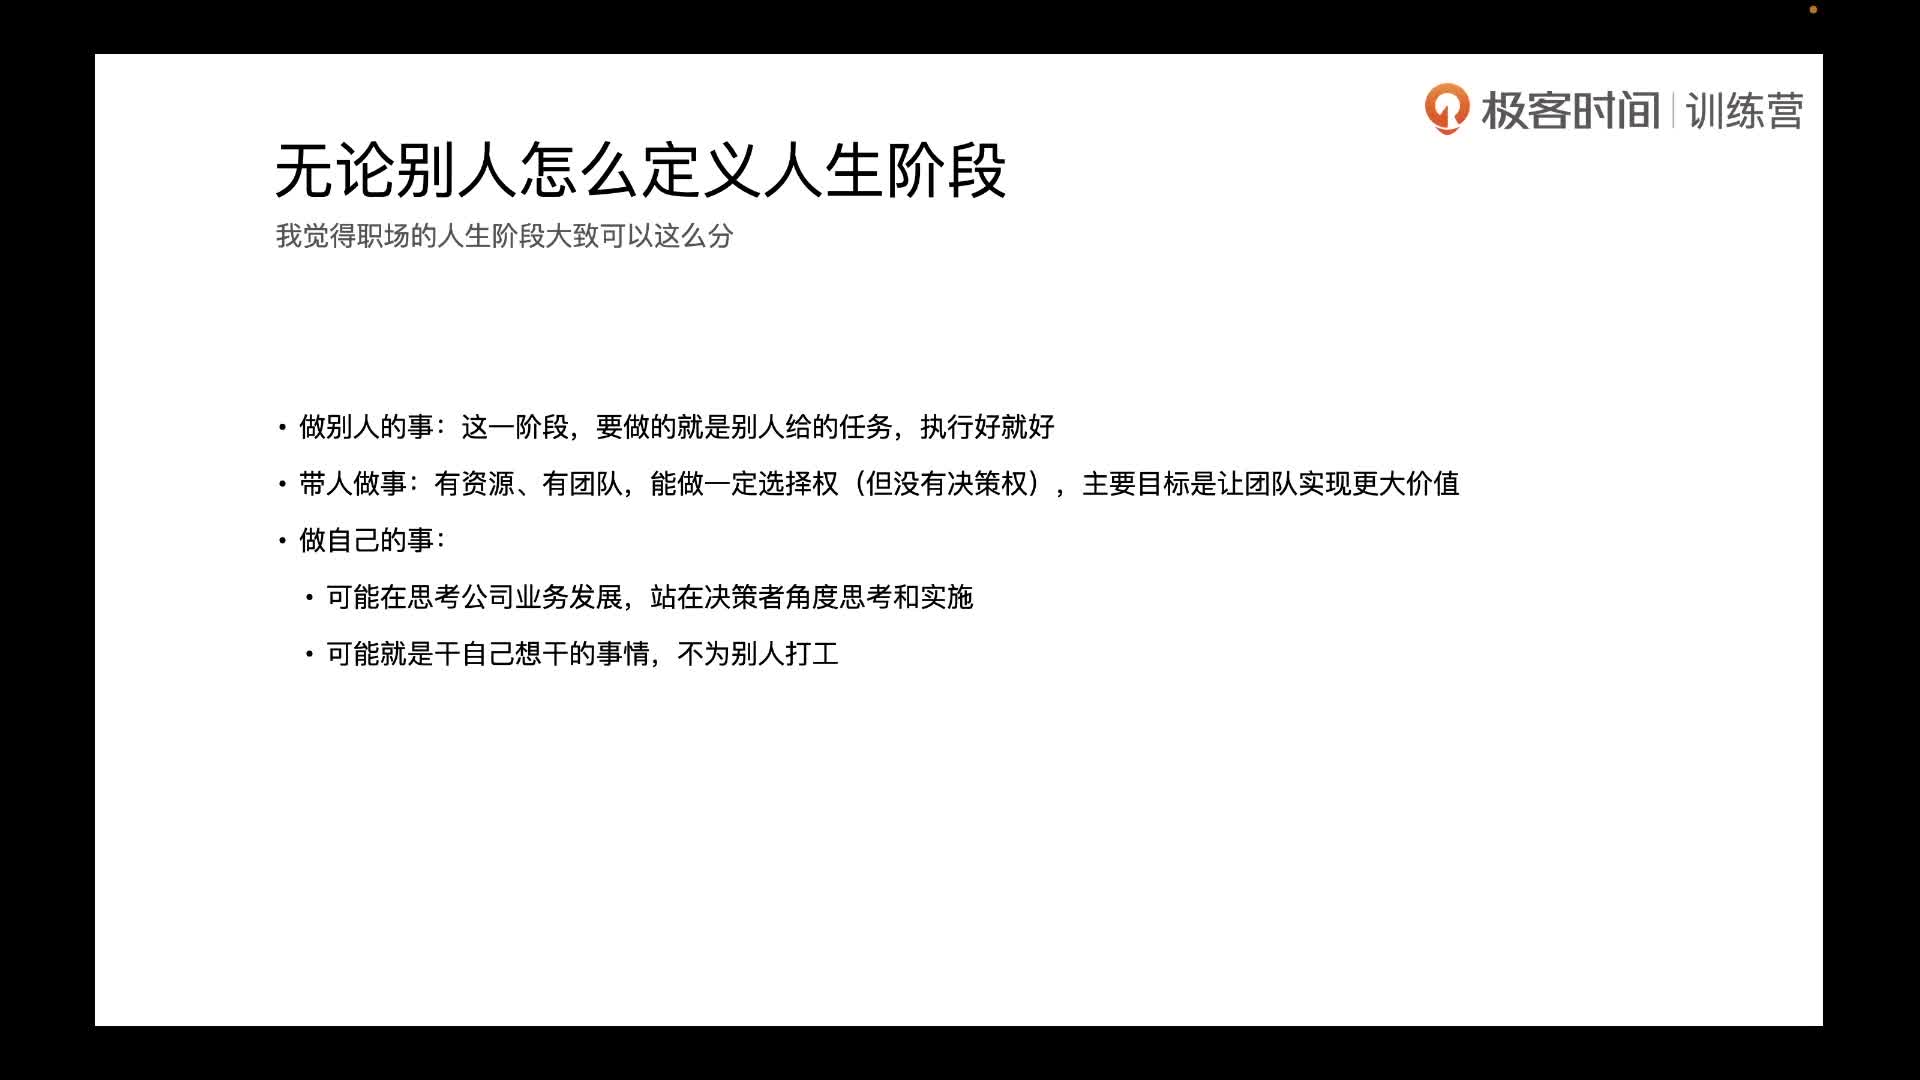 极客时间 | 训练营
无论别人怎么定义人生阶段
我觉得职场的人生阶段大致可以这么分
• 做别人的事：这一阶段，要做的就是别人给的任务，执行好就好
• 带人做事：有资源、有团队，能做一定选择权（但没有决策权），主要目标是让团队实现更大价值
• 做自己的事：
• 可能在思考公司业务发展，站在决策者角度思考和实施
• 可能就是干自己想干的事情，不为别人打工